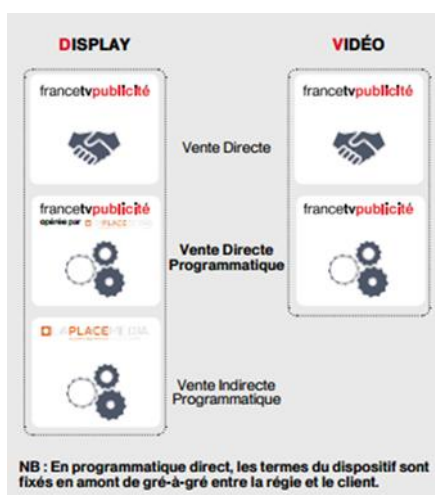 DISPLAY
VIDÉO
francetvpublicité
francetvpublicité
Vente Directe
francetvpublicité
opérée par
francetvpublicité
Vente Directe
Programmatique
Vente Indirecte
Programmatique
NB : En programmatique direct, les termes du dispositif sont
fixés en amont de gré-à-gré entre la régie et le client.